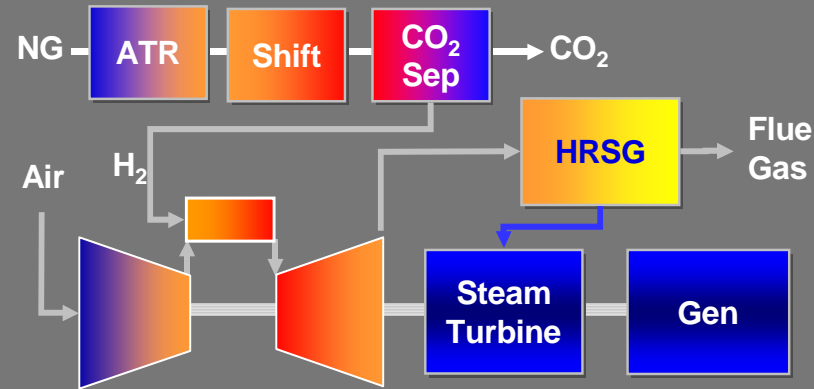 NG
ATR
Shift
CO₂
Sep
CO₂
HRSG
Flue
Gas
Air
H₂
Steam
Turbine
Gen